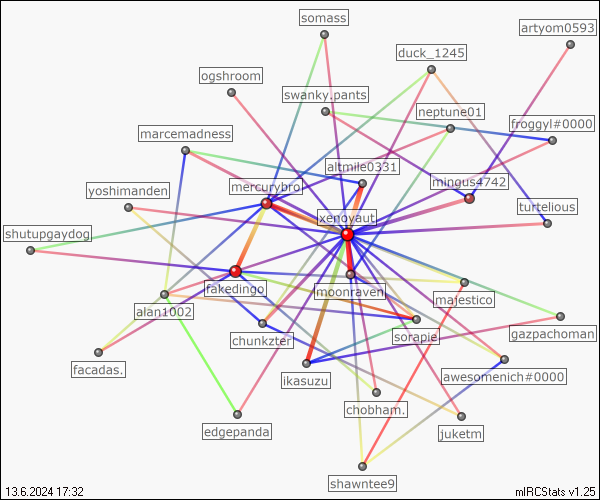 somass
artyom0593
duck_1245
ogshroom
swanky.pants
neptune01
froggyl#0000
marcemadness
altmile0331
mercurybro
mingus4742
yoshimanden
turtelious
xenoyaut
shutupgaydog
fakedingo
moonraven
majestico
alan1002
chunkzter
sorapie
gazpachoman
facadas.
ikasuzu
awesomenich#0000
chobham.
edgepanda
juketm
shawntee9
13.6.2024 17:32
mIRCStats v1.25